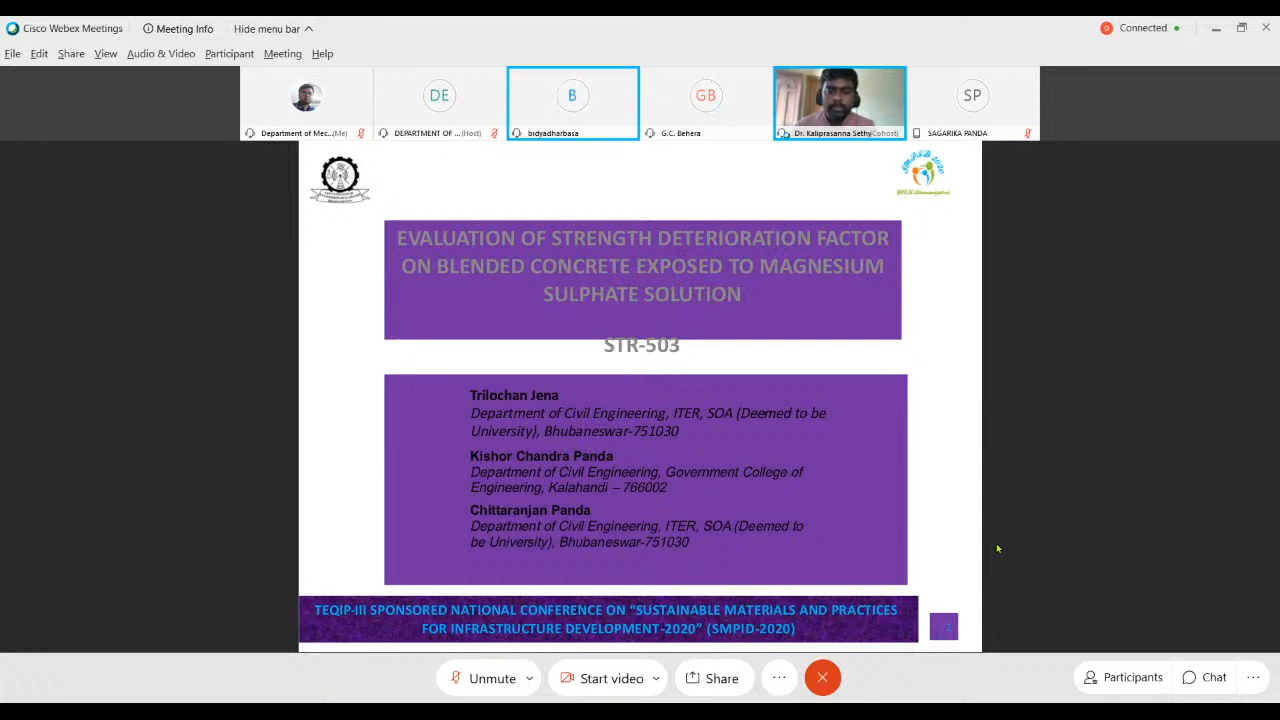 Cisco Webex Meetings
Meeting Info
Hide menu bar
Connected
File Edit Share View Audio & Video Participant Meeting Help
DE
B
GB
SP
Department of Mec...(Me)
DEPARTMENT OF ...(Host)
bidyadharbasa
G.C. Behera
Dr. Kaliprasanna Sethy(Cohost)
SAGARIKA PANDA
SMPID 2020
EVALUATION OF STRENGTH DETERIORATION FACTOR
ON BLENDED CONCRETE EXPOSED TO MAGNESIUM
SULPHATE SOLUTION
STR-503
Trilochan Jena
Department of Civil Engineering, ITER, SOA (Deemed to be
University), Bhubaneswar-751030
Kishor Chandra Panda
Department of Civil Engineering, Government College of
Engineering, Kalahandi – 766002
Chittaranjan Panda
Department of Civil Engineering, ITER, SOA (Deemed to
be University), Bhubaneswar-751030
TEQIP-III SPONSORED NATIONAL CONFERENCE ON “SUSTAINABLE MATERIALS AND PRACTICES
FOR INFRASTRUCTURE DEVELOPMENT-2020” (SMPID-2020)
1
Unmute
Start video
Share
...
Participants
Chat
...